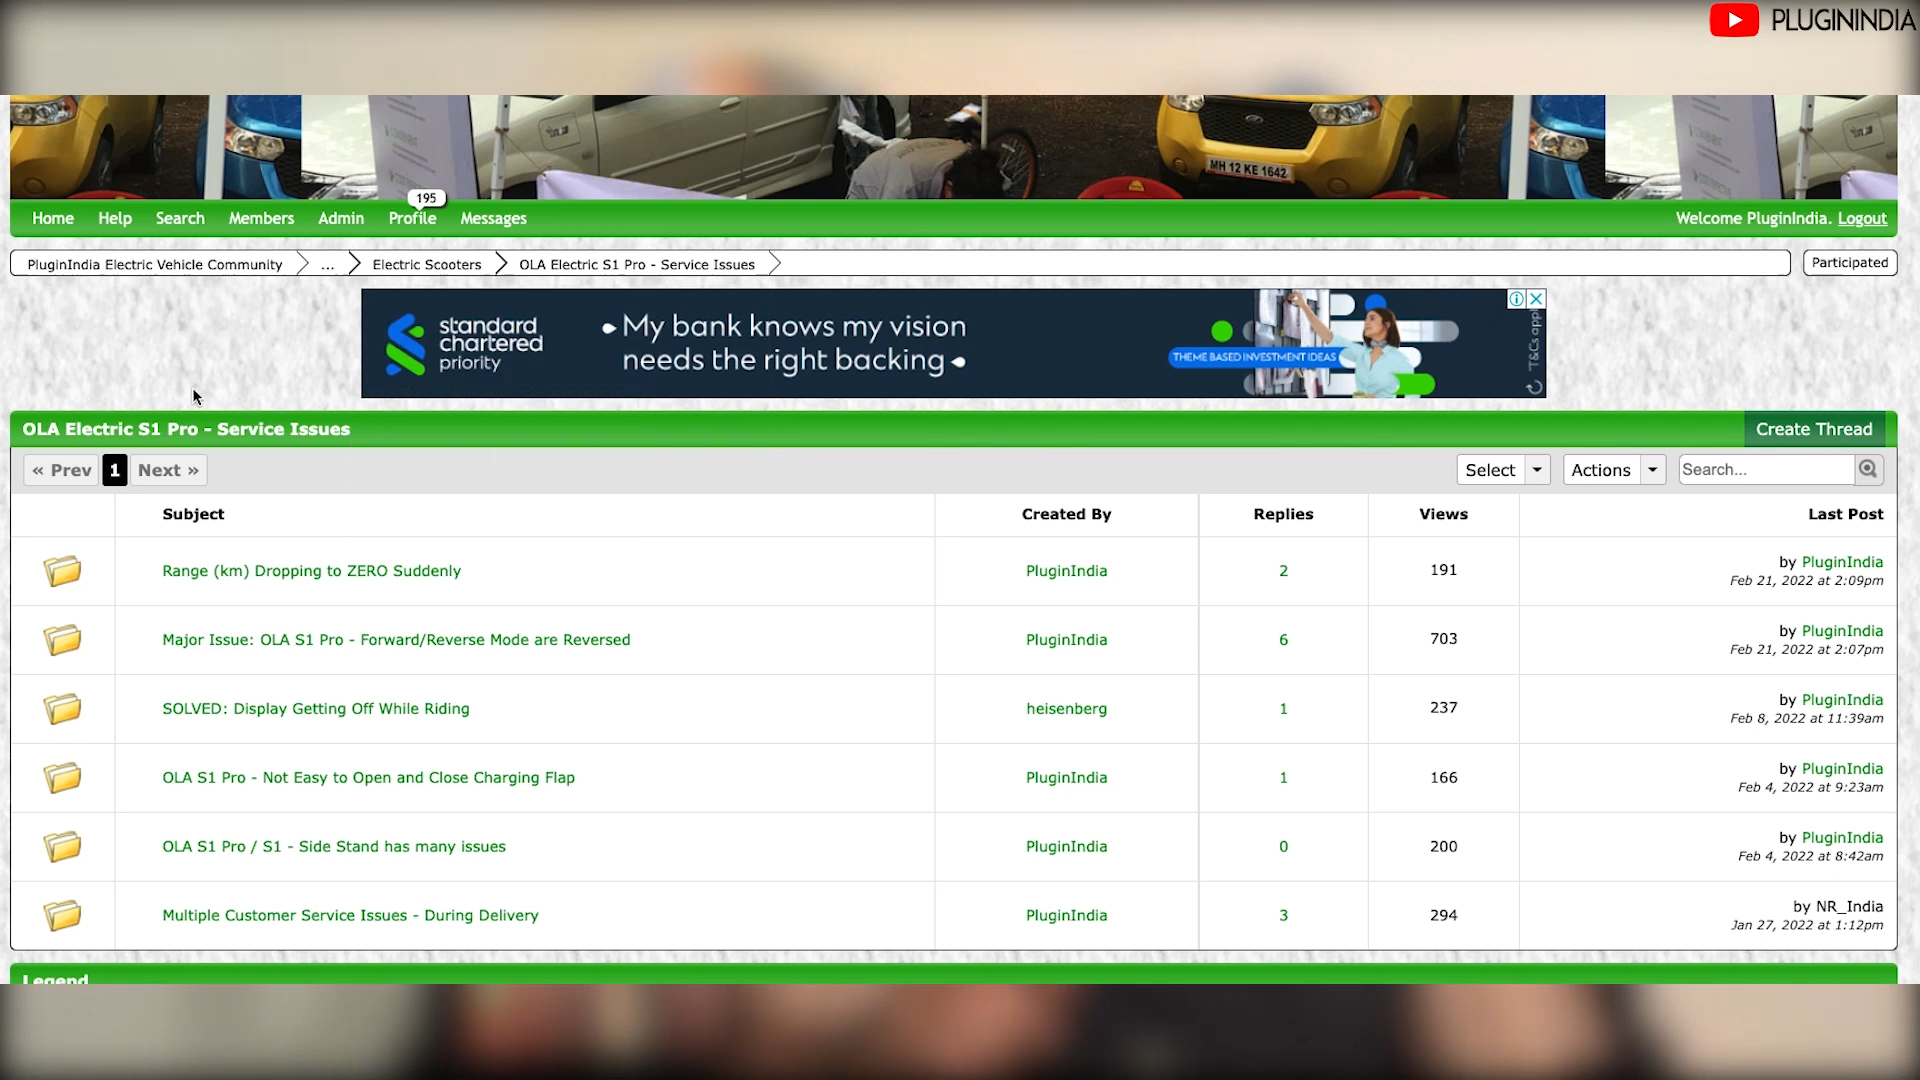 PLUGININDIA
MH 12 KE 1642
195
Home Help Search Members Admin Profile Messages
Welcome PluginIndia. Logout
PluginIndia Electric Vehicle Community ... Electric Scooters OLA Electric S1 Pro - Service Issues
Participated
standard
chartered
priority
My bank knows my vision
needs the right backing
THEME BASED INVESTMENT IDEAS
T&Cs appl
OLA Electric S1 Pro - Service Issues
Create Thread
« Prev 1 Next »
Select Actions Search...
Subject Created By Replies Views Last Post
Range (km) Dropping to ZERO Suddenly PluginIndia 2 191 by PluginIndia
Feb 21, 2022 at 2:09pm
Major Issue: OLA S1 Pro - Forward/Reverse Mode are Reversed PluginIndia 6 703 by PluginIndia
Feb 21, 2022 at 2:07pm
SOLVED: Display Getting Off While Riding heisenberg 1 237 by PluginIndia
Feb 8, 2022 at 11:39am
OLA S1 Pro - Not Easy to Open and Close Charging Flap PluginIndia 1 166 by PluginIndia
Feb 4, 2022 at 9:23am
OLA S1 Pro / S1 - Side Stand has many issues PluginIndia 0 200 by PluginIndia
Feb 4, 2022 at 8:42am
Multiple Customer Service Issues - During Delivery PluginIndia 3 294 by NR_India
Jan 27, 2022 at 1:12pm
Legend